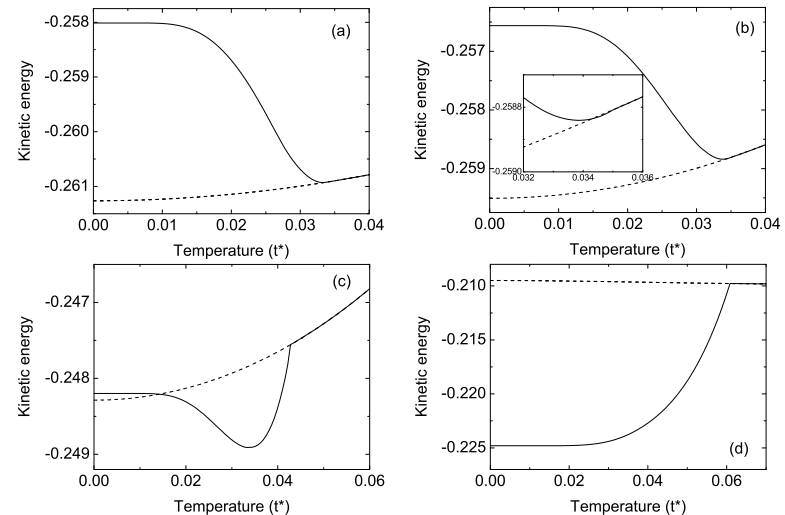 (a)
Kinetic energy
-0.258
-0.259
-0.260
-0.261
0.00 0.01 0.02 0.03 0.04
Temperature (t*)
(b)
Kinetic energy
-0.257
-0.258
-0.259
-0.2588
-0.2590
0.032 0.034 0.036
0.00 0.01 0.02 0.03 0.04
Temperature (t*)
(c)
Kinetic energy
-0.247
-0.248
-0.249
0.00 0.02 0.04 0.06
Temperature (t*)
Kinetic energy
-0.210
-0.215
-0.220
-0.225
(d)
0.00 0.02 0.04 0.06
Temperature (t*)